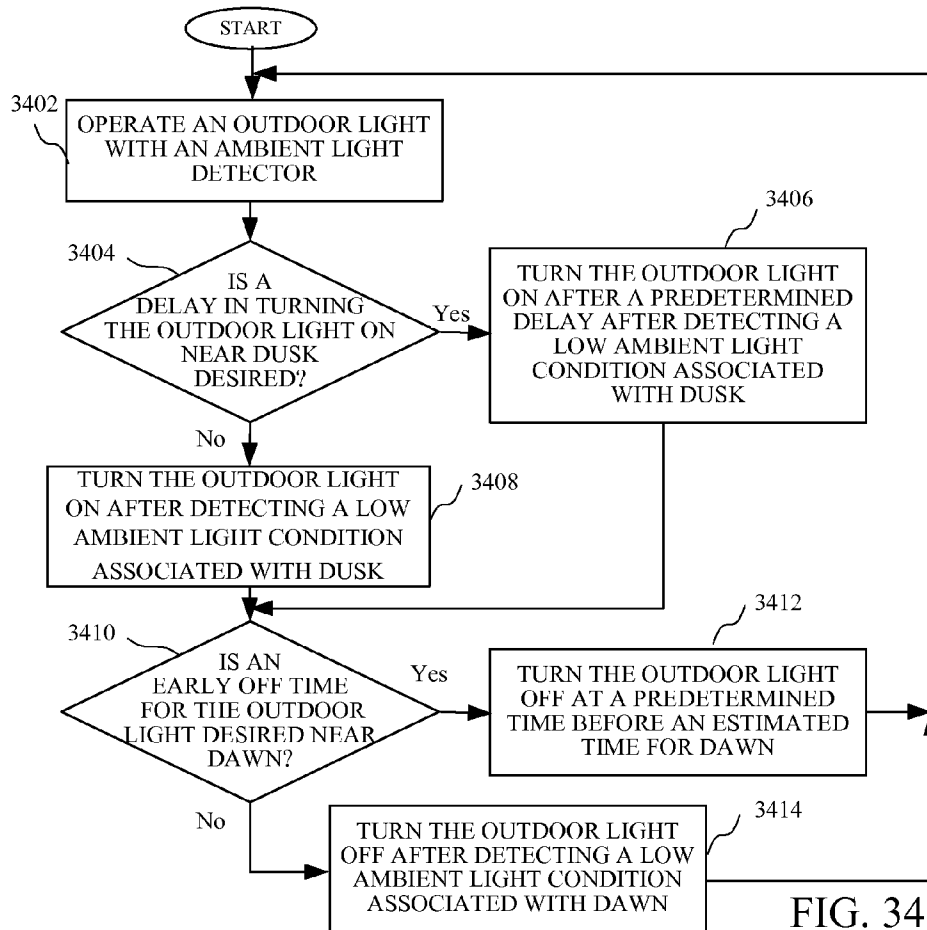 START
3402
OPERATE AN OUTDOOR LIGHT
WITH AN AMBIENT LIGHT
DETECTOR
3404
IS A
DELAY IN TURNING
THE OUTDOOR LIGHT ON
NEAR DUSK
DESIRED?
Yes
3406
TURN THE OUTDOOR LIGHT
ON AFTER A PREDETERMINED
DELAY AFTER DETECTING A
LOW AMBIENT LIGHT
CONDITION ASSOCIATED
WITH DUSK
No
TURN THE OUTDOOR LIGHT
ON AFTER DETECTING A LOW
AMBIENT LIGHT CONDITION
ASSOCIATED WITH DUSK
3408
3410
IS AN
EARLY OFF TIME
FOR THE OUTDOOR
LIGHT DESIRED NEAR
DAWN?
Yes
3412
TURN THE OUTDOOR LIGHT
OFF AT A PREDETERMINED
TIME BEFORE AN ESTIMATED
TIME FOR DAWN
No
3414
TURN THE OUTDOOR LIGHT
OFF AFTER DETECTING A LOW
AMBIENT LIGHT CONDITION
ASSOCIATED WITH DAWN
FIG. 34